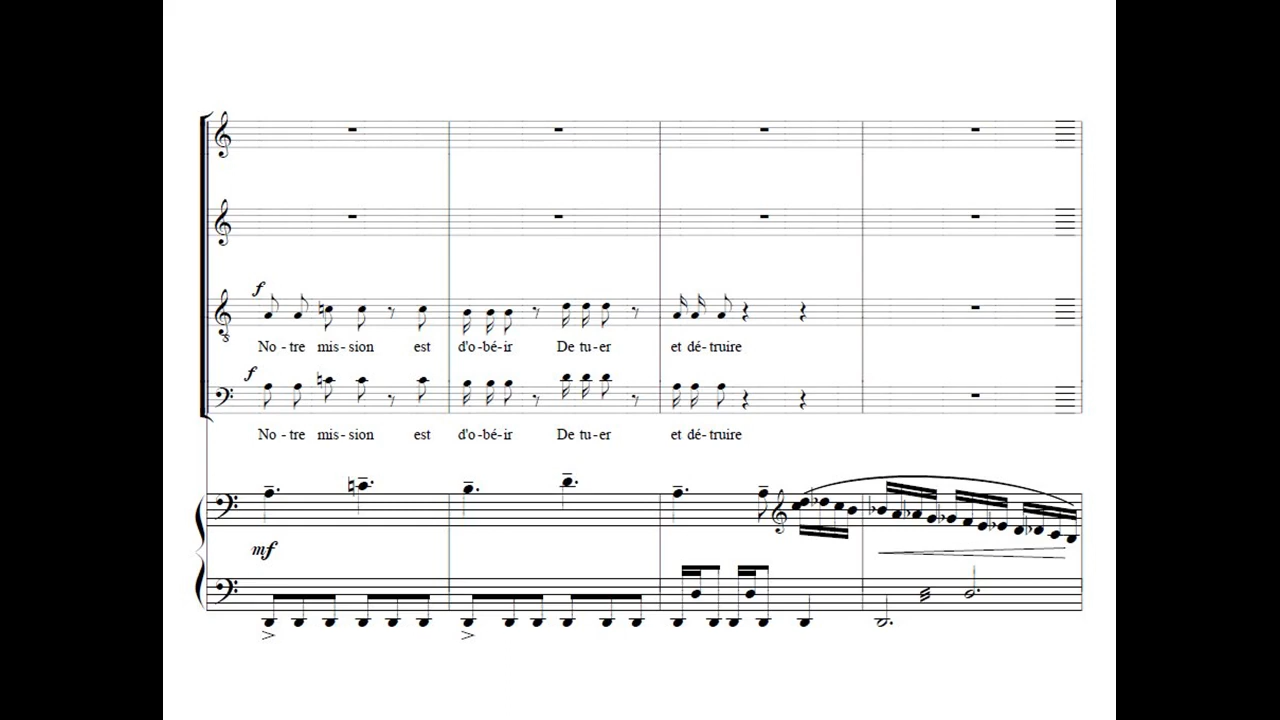 f
No - tre mis - sion est d'o - bé - ir De tu - er et dé - truire
f
No - tre mis - sion est d'o - bé - ir De tu - er et dé - truire
mf